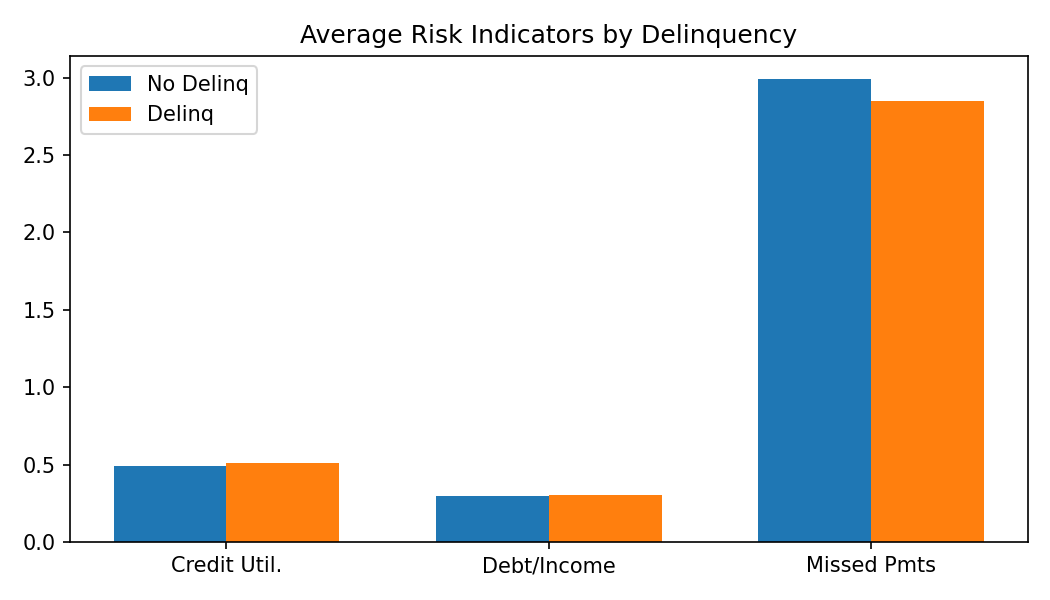 Average Risk Indicators by Delinquency
No Delinq
Delinq
3.0
2.5
2.0
1.5
1.0
0.5
0.0
Credit Util.
Debt/Income
Missed Pmts